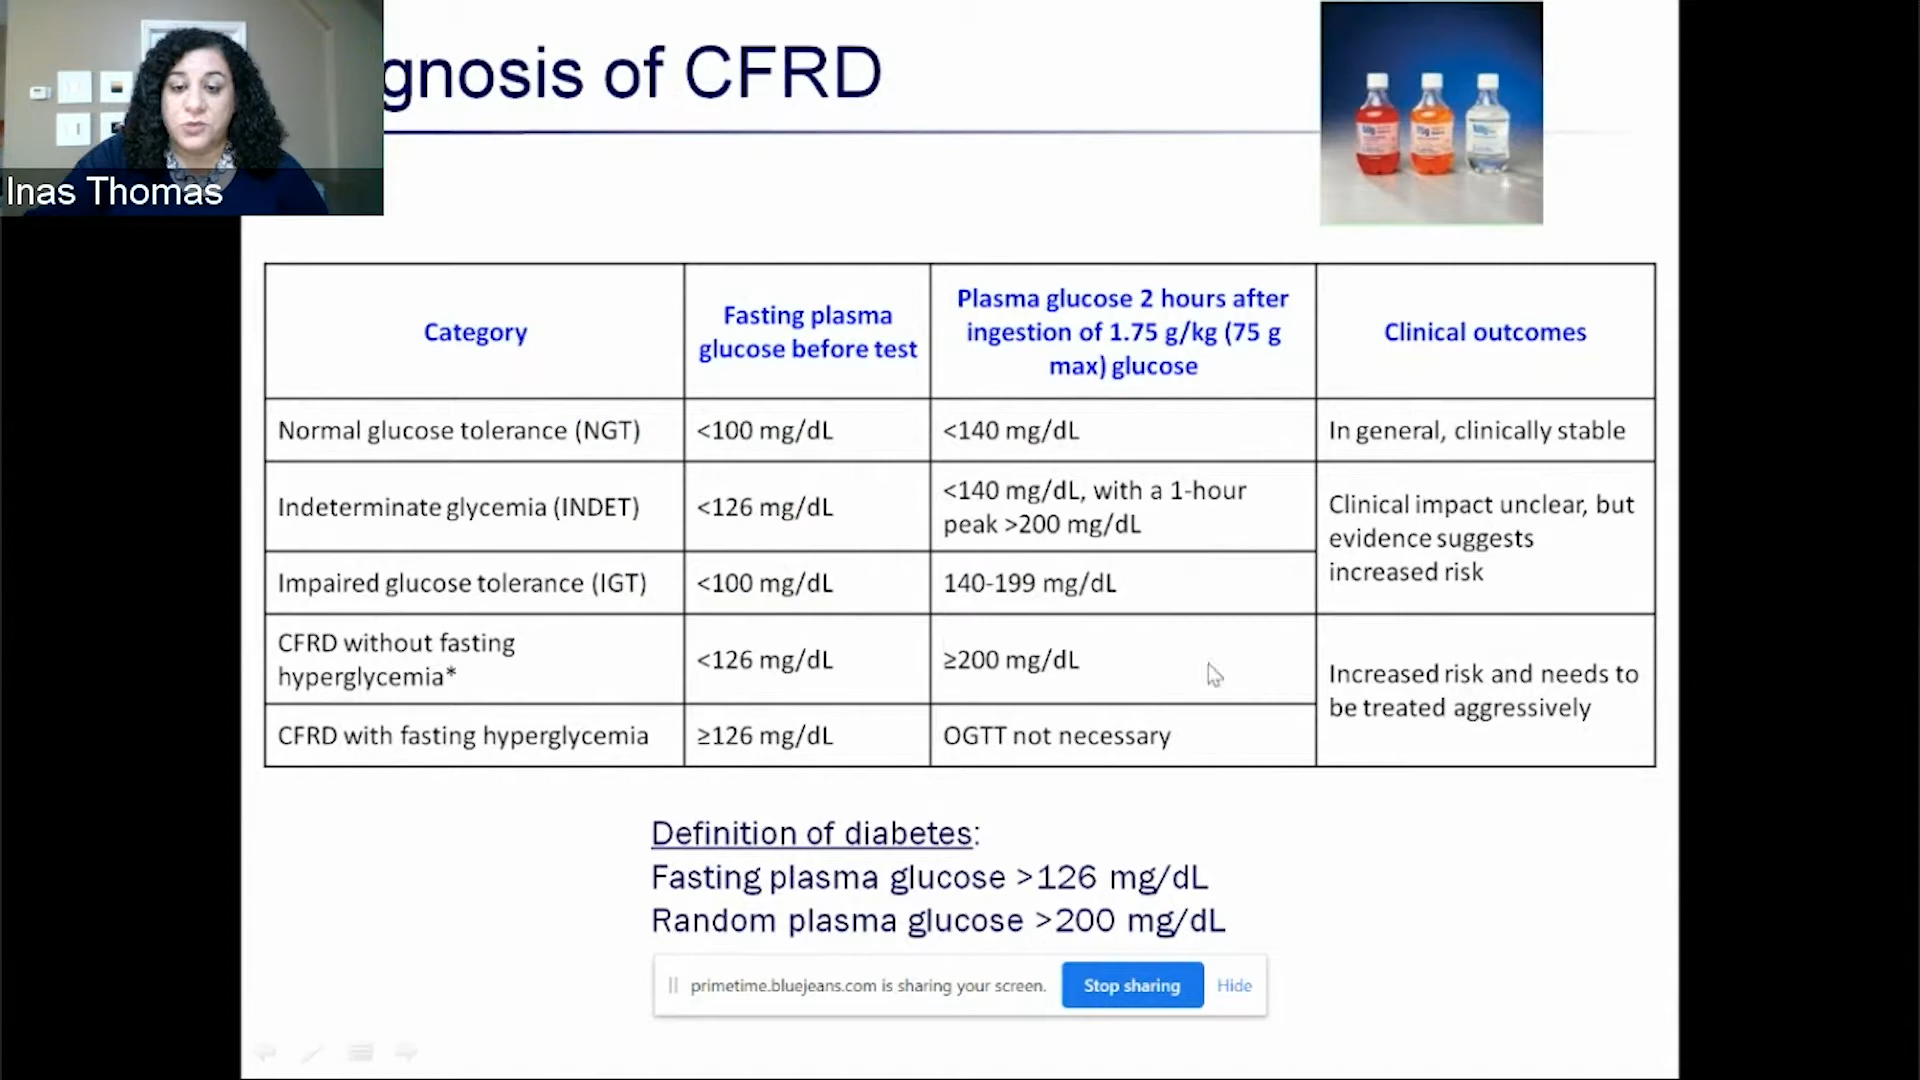 gnosis of CFRD
Inas Thomas
Category
Fasting plasma
glucose before test
Plasma glucose 2 hours after
ingestion of 1.75 g/kg (75 g
max) glucose
Clinical outcomes
Normal glucose tolerance (NGT)
<100 mg/dL
<140 mg/dL
In general, clinically stable
Indeterminate glycemia (INDET)
<126 mg/dL
<140 mg/dL, with a 1-hour
peak >200 mg/dL
Clinical impact unclear, but
evidence suggests
increased risk
Impaired glucose tolerance (IGT)
<100 mg/dL
140-199 mg/dL
CFRD without fasting
hyperglycemia*
<126 mg/dL
≥200 mg/dL
Increased risk and needs to
be treated aggressively
CFRD with fasting hyperglycemia
≥126 mg/dL
OGTT not necessary
Definition of diabetes:
Fasting plasma glucose >126 mg/dL
Random plasma glucose >200 mg/dL
primetime.bluejeans.com is sharing your screen.
Stop sharing
Hide